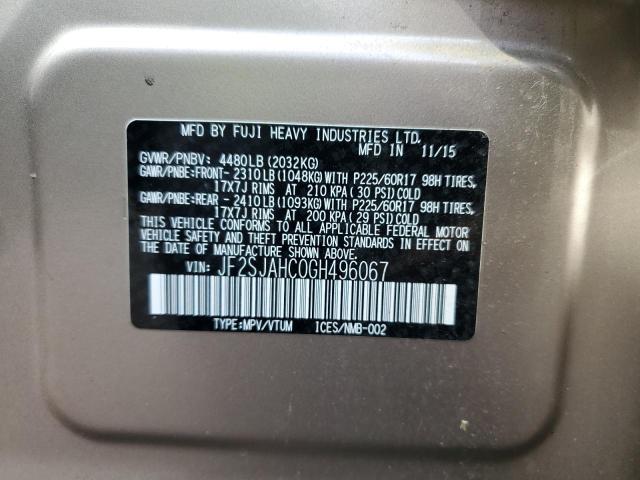 MFD BY FUJI HEAVY INDUSTRIES LTD.
MFD IN 11/15
GVWR/PNBV: 4480LB(2032KG)
GAWR/PNBE:FRONT-2310LB(1048KG)WITH P225/60R17 98H TIRES,
17X7J RIMS AT 210 KPA(30 PSI)COLD
GAWR/PNBE:REAR -2410LB(1093KG)WITH P225/60R17 98H TIRES,
17X7J RIMS AT 200 KPA(29 PSI)COLD
THIS VEHICLE CONFORMS TO ALL APPLICABLE FEDERAL MOTOR
VEHICLE SAFETY AND THEFT PREVENTION STANDARDS IN EFFECT ON
THE DATE OF MANUFACTURE SHOWN ABOVE.
VIN: JF2SJAHC0GH496067
TYPE:MPV/VTUM ICES/NMB-002